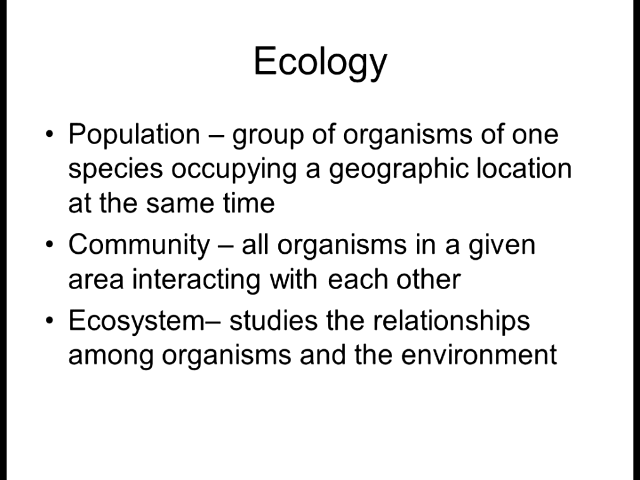 Ecology
• Population – group of organisms of one
species occupying a geographic location
at the same time
• Community – all organisms in a given
area interacting with each other
• Ecosystem– studies the relationships
among organisms and the environment